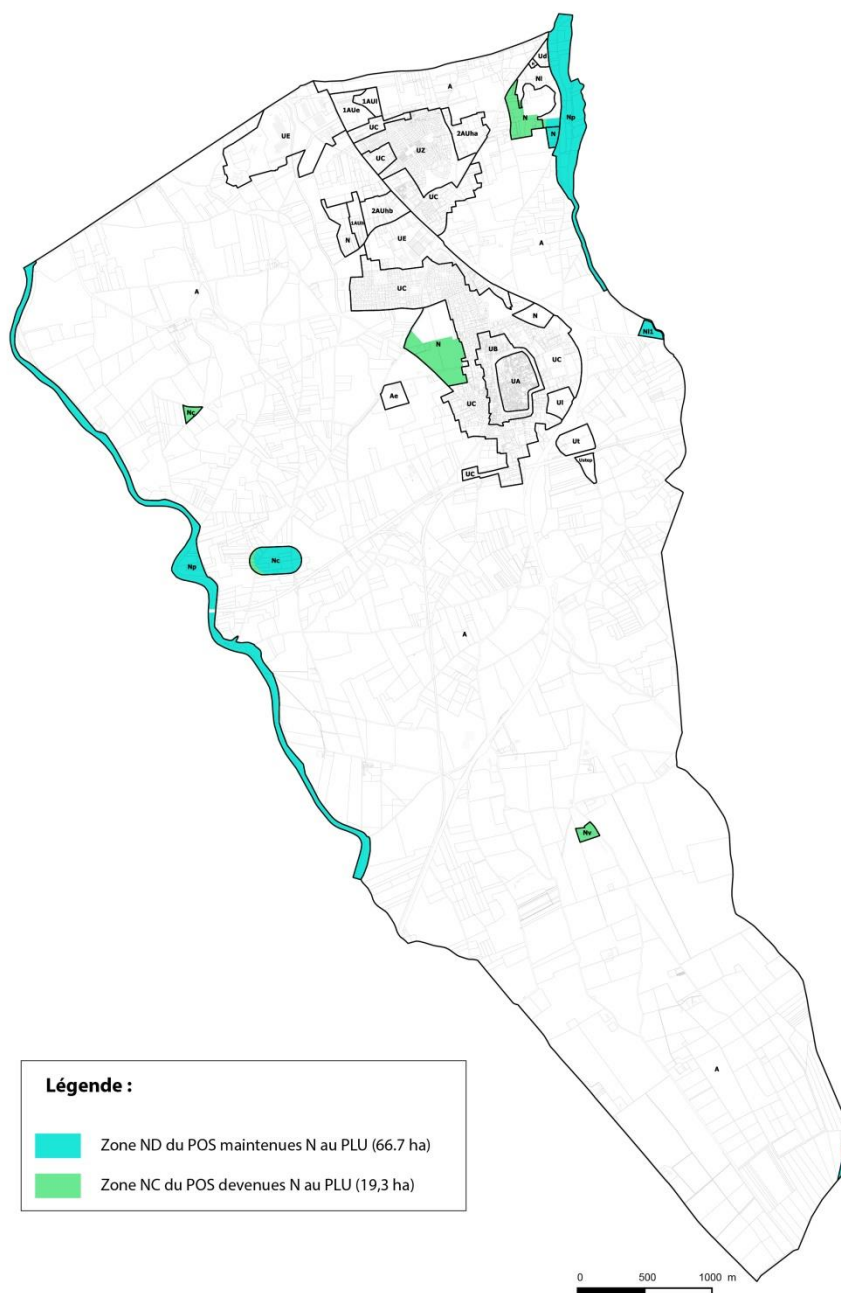 Ud
A
Nl
1AUl
1AUe
UC
UE
UZ
2AUha
N
Np
N
UC
UC
2AUhb
N
UE
A
A
UC
Nl1
N
N
UB
UC
UA
Ae
Nc
UC
Ul
Ut
Ustep
UC
Np
Nc
A
Nv
A
Légende :
Zone ND du POS maintenues N au PLU (66.7 ha)
Zone NC du POS devenues N au PLU (19,3 ha)
0 500 1000 m